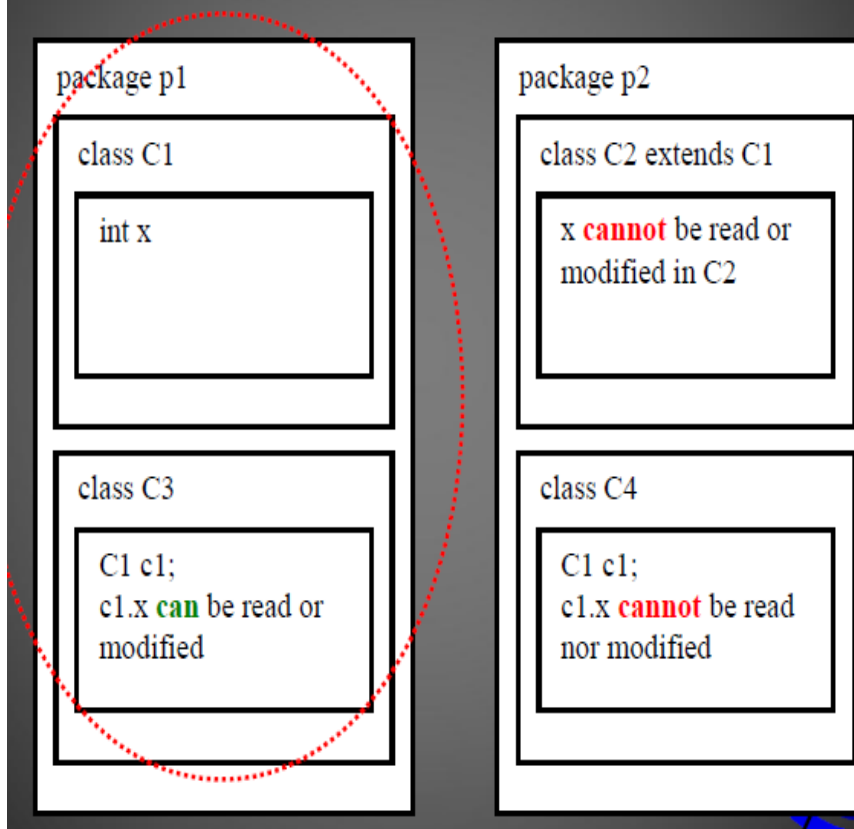 package p1
class C1
int x
class C3
C1 c1;
c1.x can be read or
modified
package p2
class C2 extends C1
x cannot be read or
modified in C2
class C4
C1 c1;
c1.x cannot be read
nor modified